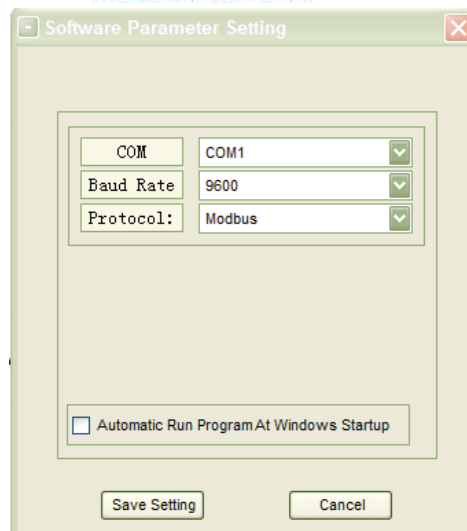 Software Parameter Setting
COM COM1
Baud Rate 9600
Protocol: Modbus
Automatic Run Program At Windows Startup
Save Setting Cancel